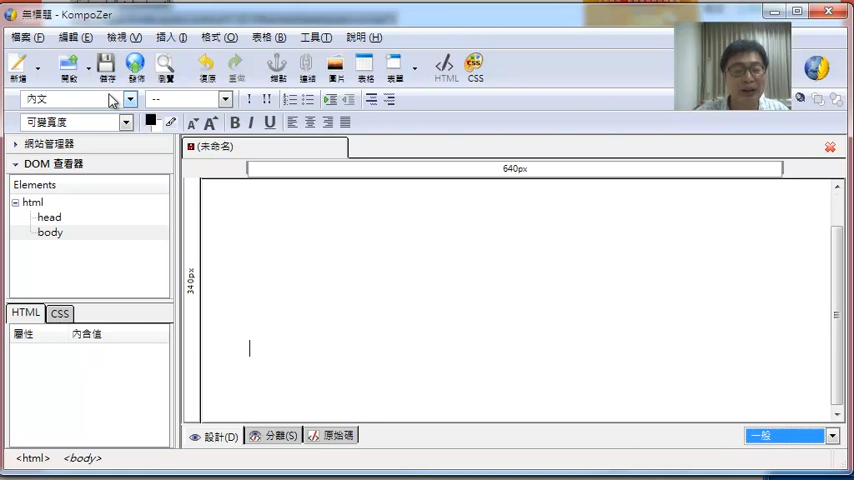 無標題 - KompoZer
檔案(F) 編輯(E) 檢視(V) 插入(I) 格式(O) 表格(B) 工具(T) 說明(H)
新增 開啟 儲存 發佈 瀏覽 復原 重做 錨點 連結 圖片 表格 表單 HTML CSS
內文 -- ! !!
可變寬度 A A B I U
網站管理器
(未命名)
DOM 查看器
640px
Elements
html
head
body
340px
HTML CSS
屬性 內含值
設計(D) 分離(S) 原始碼 一般
<html> <body>